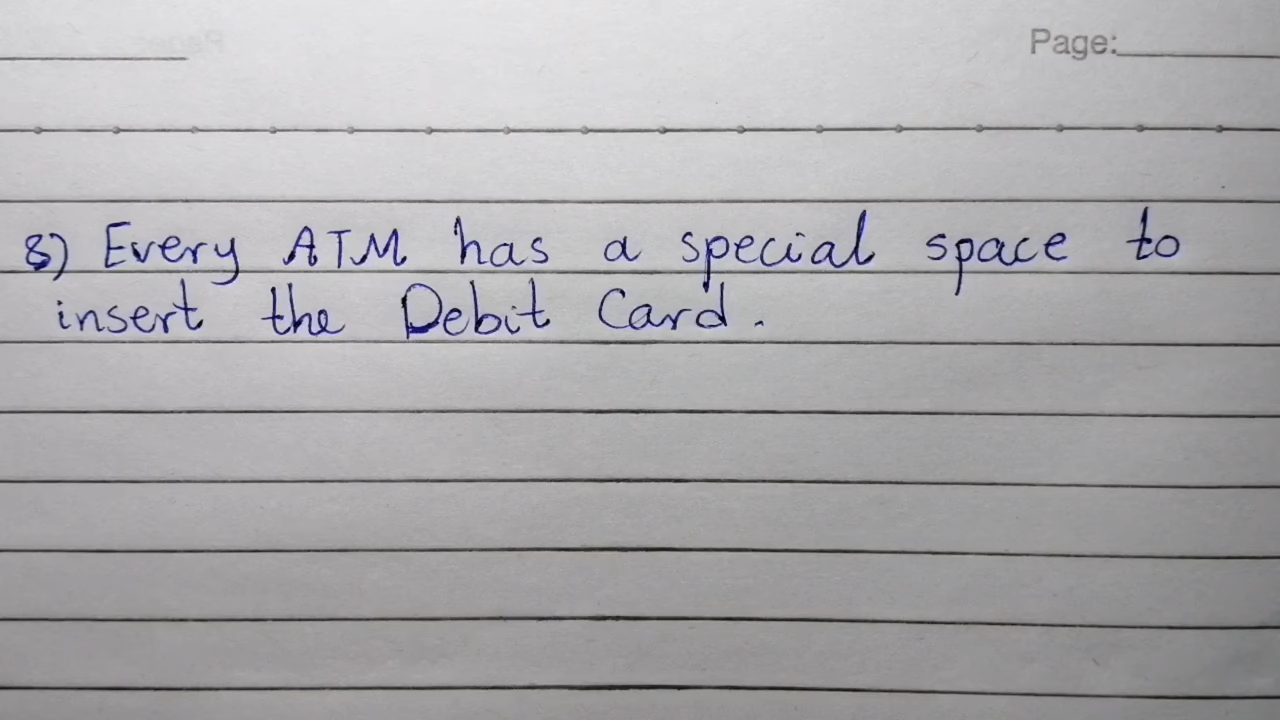 Page:
8) Every ATM has a special space to
insert the Debit Card.